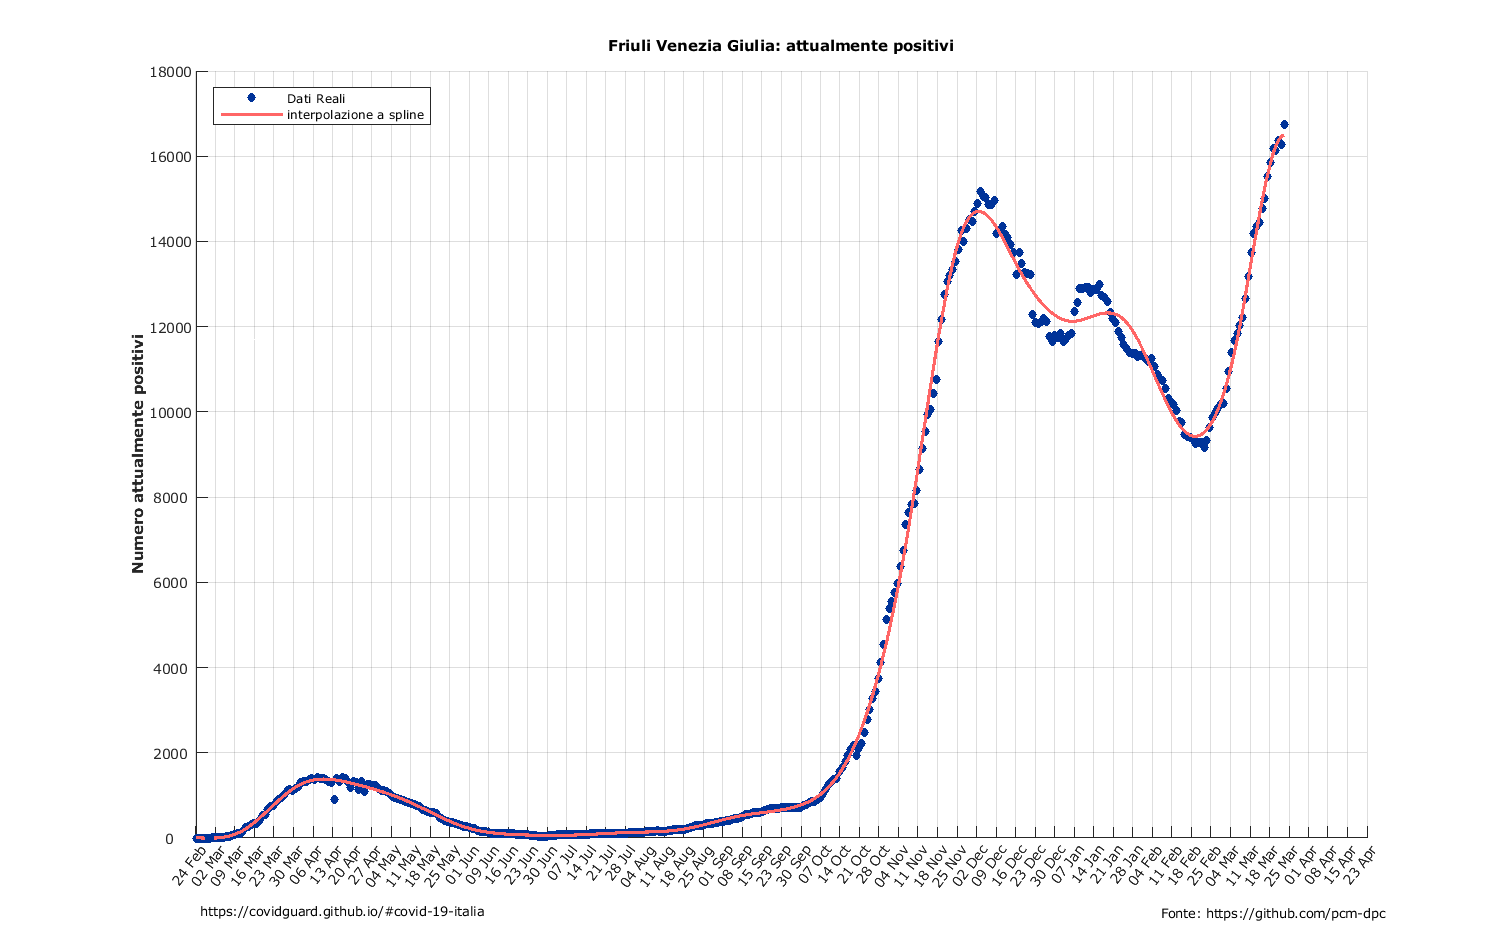 Friuli Venezia Giulia: attualmente positivi
18000
16000
14000
12000
10000
8000
6000
4000
2000
0
Numero attualmente positivi
Dati Reali
interpolazione a spline
24 Feb
02 Mar
09 Mar
16 Mar
23 Mar
30 Mar
06 Apr
13 Apr
20 Apr
27 Apr
04 May
11 May
18 May
25 May
01 Jun
09 Jun
16 Jun
23 Jun
30 Jun
07 Jul
14 Jul
21 Jul
28 Jul
04 Aug
11 Aug
18 Aug
25 Aug
01 Sep
08 Sep
15 Sep
23 Sep
30 Sep
07 Oct
14 Oct
21 Oct
28 Oct
04 Nov
11 Nov
18 Nov
25 Nov
02 Dec
09 Dec
16 Dec
23 Dec
30 Dec
07 Jan
14 Jan
21 Jan
28 Jan
04 Feb
11 Feb
18 Feb
25 Feb
04 Mar
11 Mar
18 Mar
25 Mar
01 Apr
08 Apr
15 Apr
23 Apr
https://covidguard.github.io/#covid-19-italia
Fonte: https://github.com/pcm-dpc